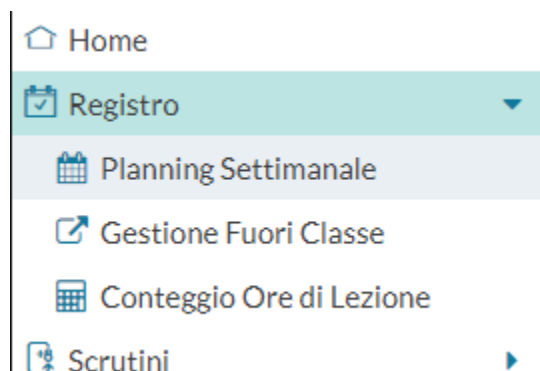 Home
Registro
Planning Settimanale
Gestione Fuori Classe
Conteggio Ore di Lezione
Scrutini